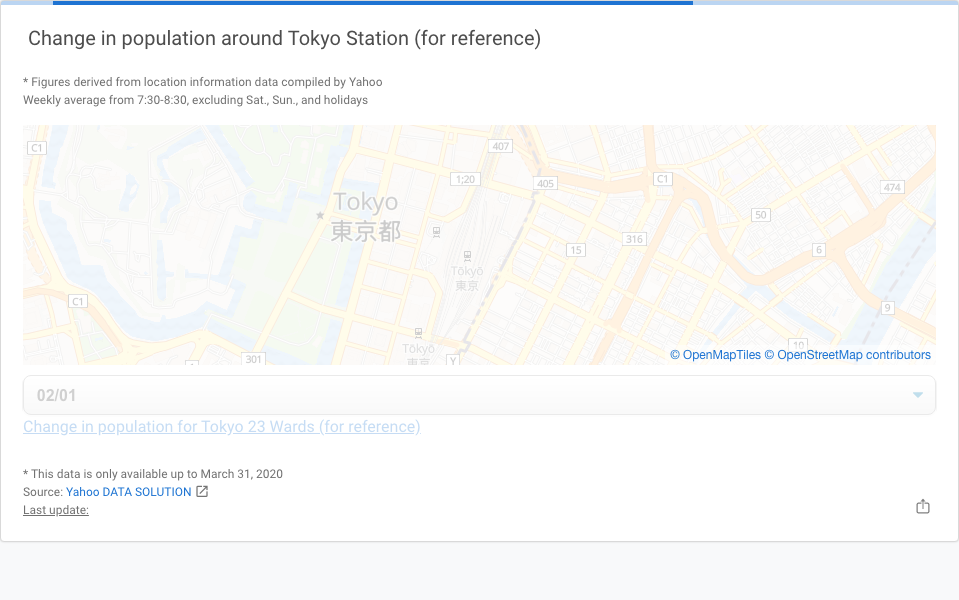 Change in population around Tokyo Station (for reference)
* Figures derived from location information data compiled by Yahoo
Weekly average from 7:30-8:30, excluding Sat., Sun., and holidays
C1
407
1;20
405
C1
474
Tokyo
東京都
50
316
15
6
Tōkyō
東京
C1
9
10
Tōkyō
301
Y
© OpenMapTiles © OpenStreetMap contributors
02/01
Change in population for Tokyo 23 Wards (for reference)
* This data is only available up to March 31, 2020
Source: Yahoo DATA SOLUTION
Last update: